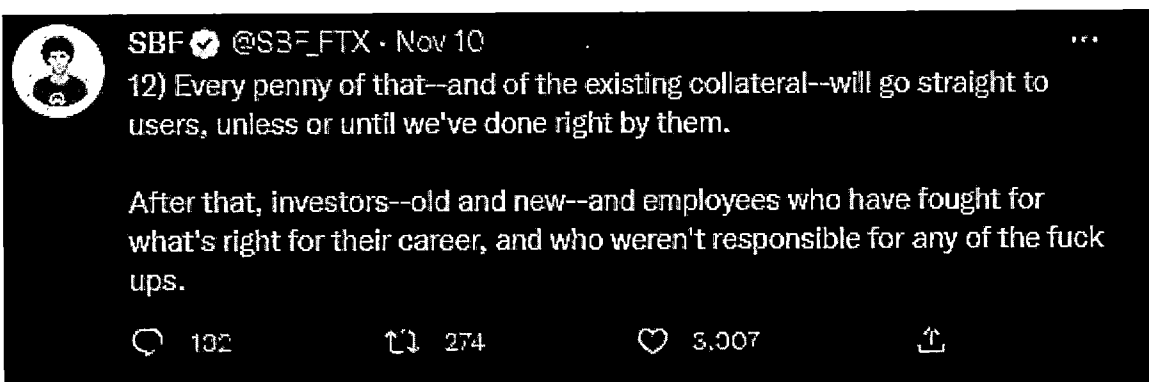 SBF @SBF_FTX · Nov 10
12) Every penny of that--and of the existing collateral--will go straight to
users, unless or until we've done right by them.
After that, investors--old and new--and employees who have fought for
what's right for their career, and who weren't responsible for any of the fuck
ups.
192 274 3,007